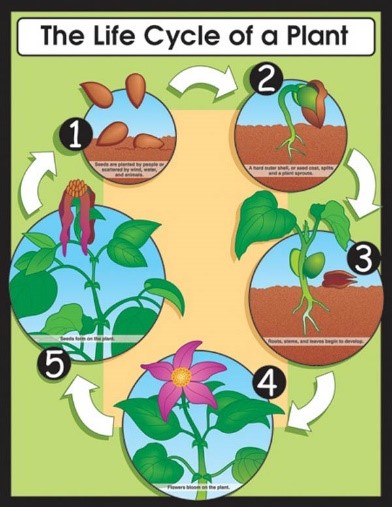 The Life Cycle of a Plant
1
Seeds are planted by people or
scattered by wind, water,
and animals.
2
A hard outer shell, or seed coat, splits
and a plant sprouts.
3
Roots, stems, and leaves begin to develop.
4
Flowers bloom on the plant.
5
Seeds form on the plant.